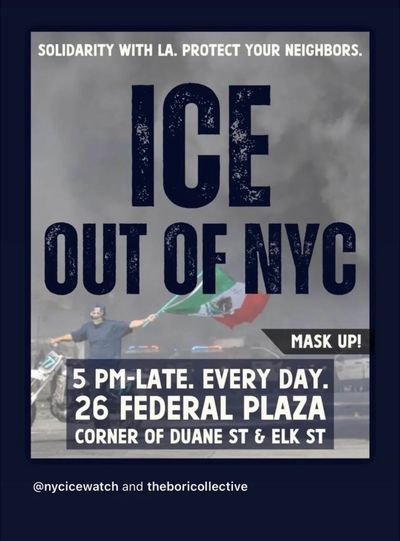 SOLIDARITY WITH LA. PROTECT YOUR NEIGHBORS.
ICE
OUT OF NYC
MASK UP!
5 PM-LATE. EVERY DAY.
26 FEDERAL PLAZA
CORNER OF DUANE ST & ELK ST
@nycicewatch and theboricollective